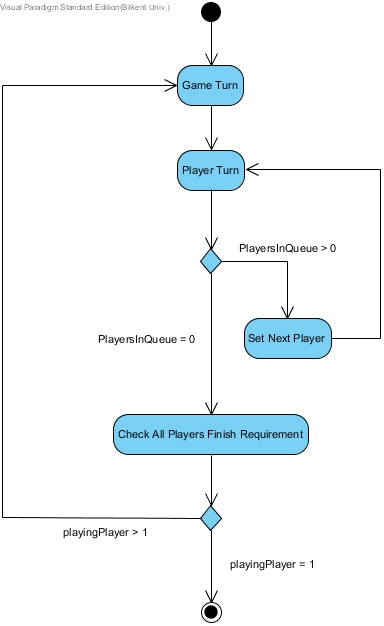 Visual Paradigm Standard Edition(Bilkent Univ.)
Game Turn
Player Turn
PlayersInQueue > 0
Set Next Player
PlayersInQueue = 0
Check All Players Finish Requirement
playingPlayer > 1
playingPlayer = 1